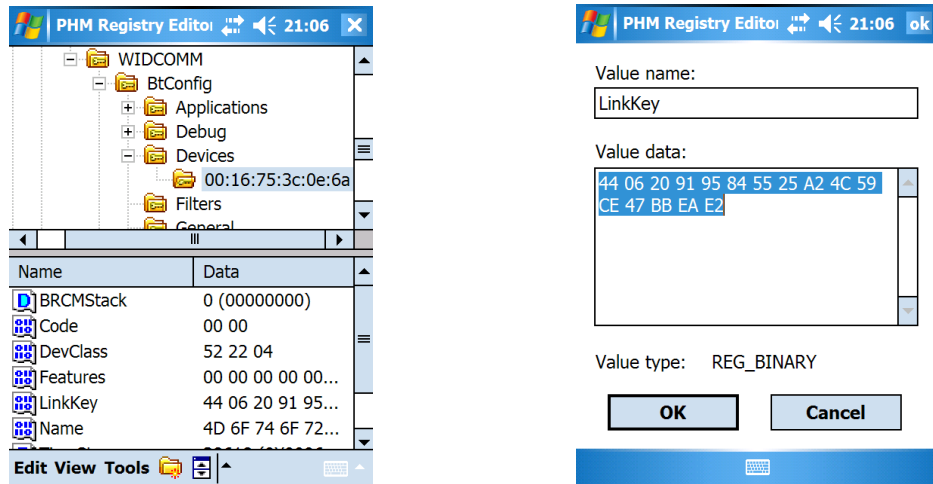 PHM Registry Editor 21:06
WIDCOMM
BtConfig
Applications
Debug
Devices
00:16:75:3c:0e:6a
Filters
General
Name Data
BRCMStack 0 (00000000)
Code 00 00
DevClass 52 22 04
Features 00 00 00 00 00...
LinkKey 44 06 20 91 95...
Name 4D 6F 74 6F 72...
Edit View Tools
PHM Registry Editor 21:06 ok
Value name:
LinkKey
Value data:
44 06 20 91 95 84 55 25 A2 4C 59
CE 47 BB EA E2
Value type: REG_BINARY
OK Cancel